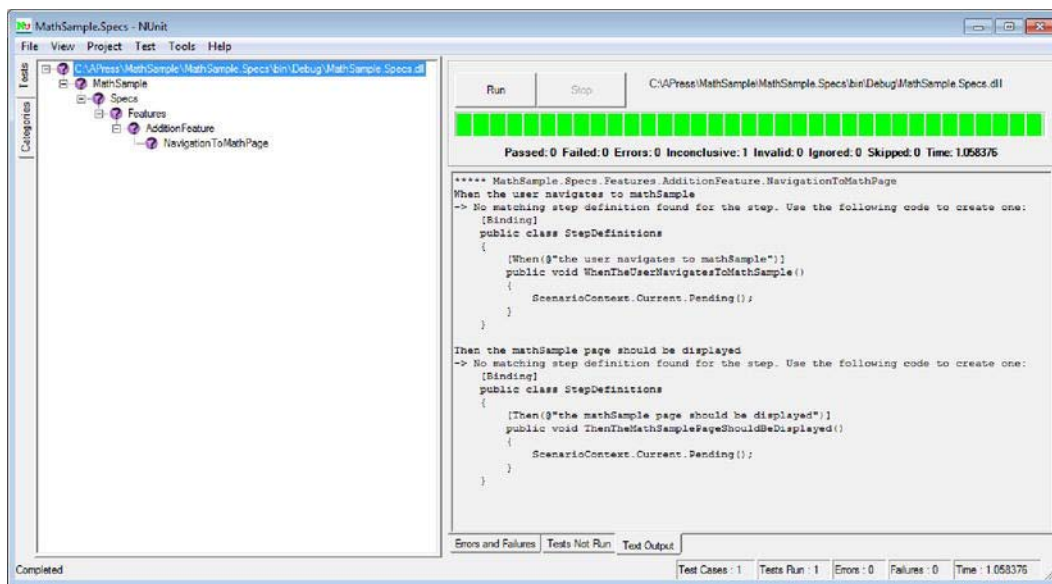 Nu MathSample.Specs - NUnit
File View Project Test Tools Help
Tests
Categories
C:\APress\MathSample\MathSample.Specs\bin\Debug\MathSample.Specs.dll
MathSample
Specs
Features
AdditionFeature
NavigationToMathPage
Run Stop C:\APress\MathSample\MathSample.Specs\bin\Debug\MathSample.Specs.dll
Passed: 0 Failed: 0 Errors: 0 Inconclusive: 1 Invalid: 0 Ignored: 0 Skipped: 0 Time: 1.058376
***** MathSample.Specs.Features.AdditionFeature.NavigationToMathPage
When the user navigates to mathSample
-> No matching step definition found for the step. Use the following code to create one:
[Binding]
public class StepDefinitions
{
[When(@"the user navigates to mathSample")]
public void WhenTheUserNavigatesToMathSample()
{
ScenarioContext.Current.Pending();
}
}
Then the mathSample page should be displayed
-> No matching step definition found for the step. Use the following code to create one:
[Binding]
public class StepDefinitions
{
[Then(@"the mathSample page should be displayed")]
public void ThenTheMathSamplePageShouldBeDisplayed()
{
ScenarioContext.Current.Pending();
}
}
Errors and Failures Tests Not Run Text Output
Completed Test Cases : 1 Tests Run : 1 Errors : 0 Failures : 0 Time : 1.058376